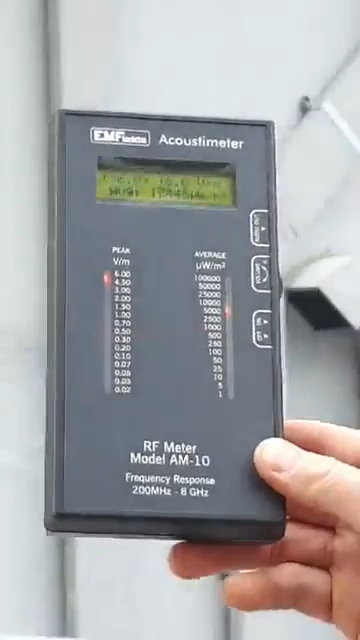 EMFields
Acoustimeter
PEAK
V/m
6.00
4.50
3.00
2.00
1.50
1.00
0.70
0.50
0.30
0.20
0.10
0.07
0.05
0.03
0.02
AVERAGE
µW/m²
100000
50000
25000
10000
5000
2500
1000
500
250
100
50
25
10
5
1
VOLUME
OFF ON
RF Meter
Model AM-10
Frequency Response
200MHz - 8 GHz